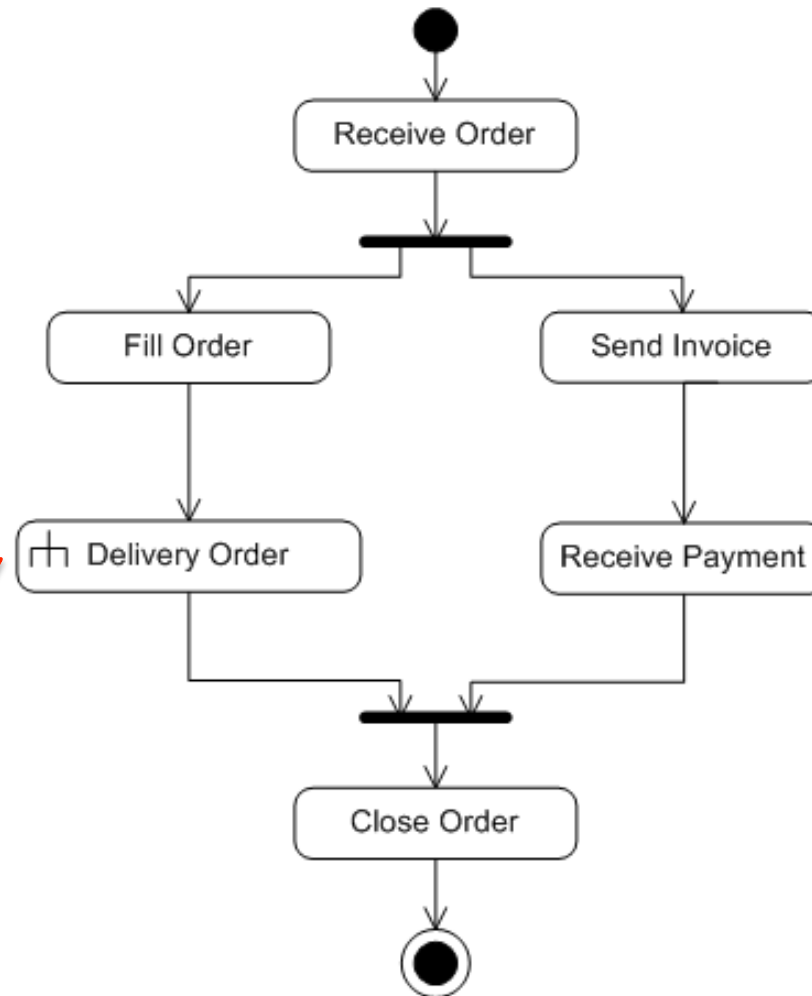 Receive Order
Fill Order
Send Invoice
Delivery Order
Receive Payment
Close Order